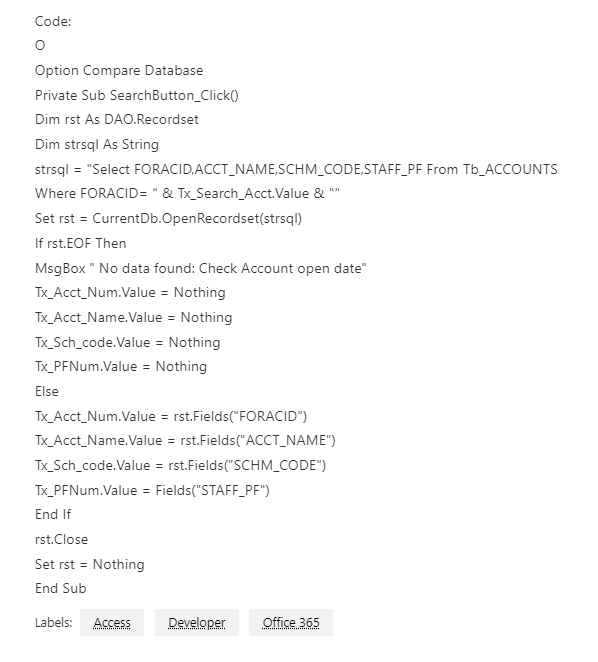 Code:
O
Option Compare Database
Private Sub SearchButton_Click()
Dim rst As DAO.Recordset
Dim strsql As String
strsql = "Select FORACID,ACCT_NAME,SCHM_CODE,STAFF_PF From Tb_ACCOUNTS
Where FORACID= " & Tx_Search_Acct.Value & ""
Set rst = CurrentDb.OpenRecordset(strsql)
If rst.EOF Then
MsgBox " No data found: Check Account open date"
Tx_Acct_Num.Value = Nothing
Tx_Acct_Name.Value = Nothing
Tx_Sch_code.Value = Nothing
Tx_PFNum.Value = Nothing
Else
Tx_Acct_Num.Value = rst.Fields("FORACID")
Tx_Acct_Name.Value = rst.Fields("ACCT_NAME")
Tx_Sch_code.Value = rst.Fields("SCHM_CODE")
Tx_PFNum.Value = Fields("STAFF_PF")
End If
rst.Close
Set rst = Nothing
End Sub
Labels: Access Developer Office 365